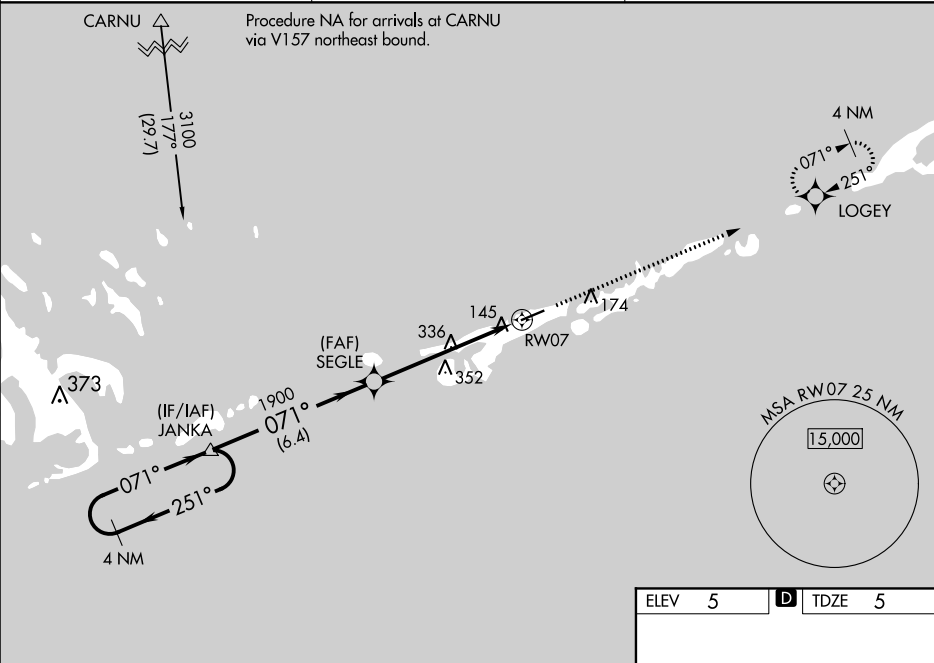 CARNU
Procedure NA for arrivals at CARNU
via V157 northeast bound.
3100
177°
(29.7)
4 NM
071°
251°
LOGEY
174
145
RW07
336
(FAF)
SEGLE
352
373
1900
071°
(6.4)
(IF/IAF)
JANKA
071°
251°
4 NM
MSA RW07 25 NM
15,000
ELEV 5
D
TDZE 5